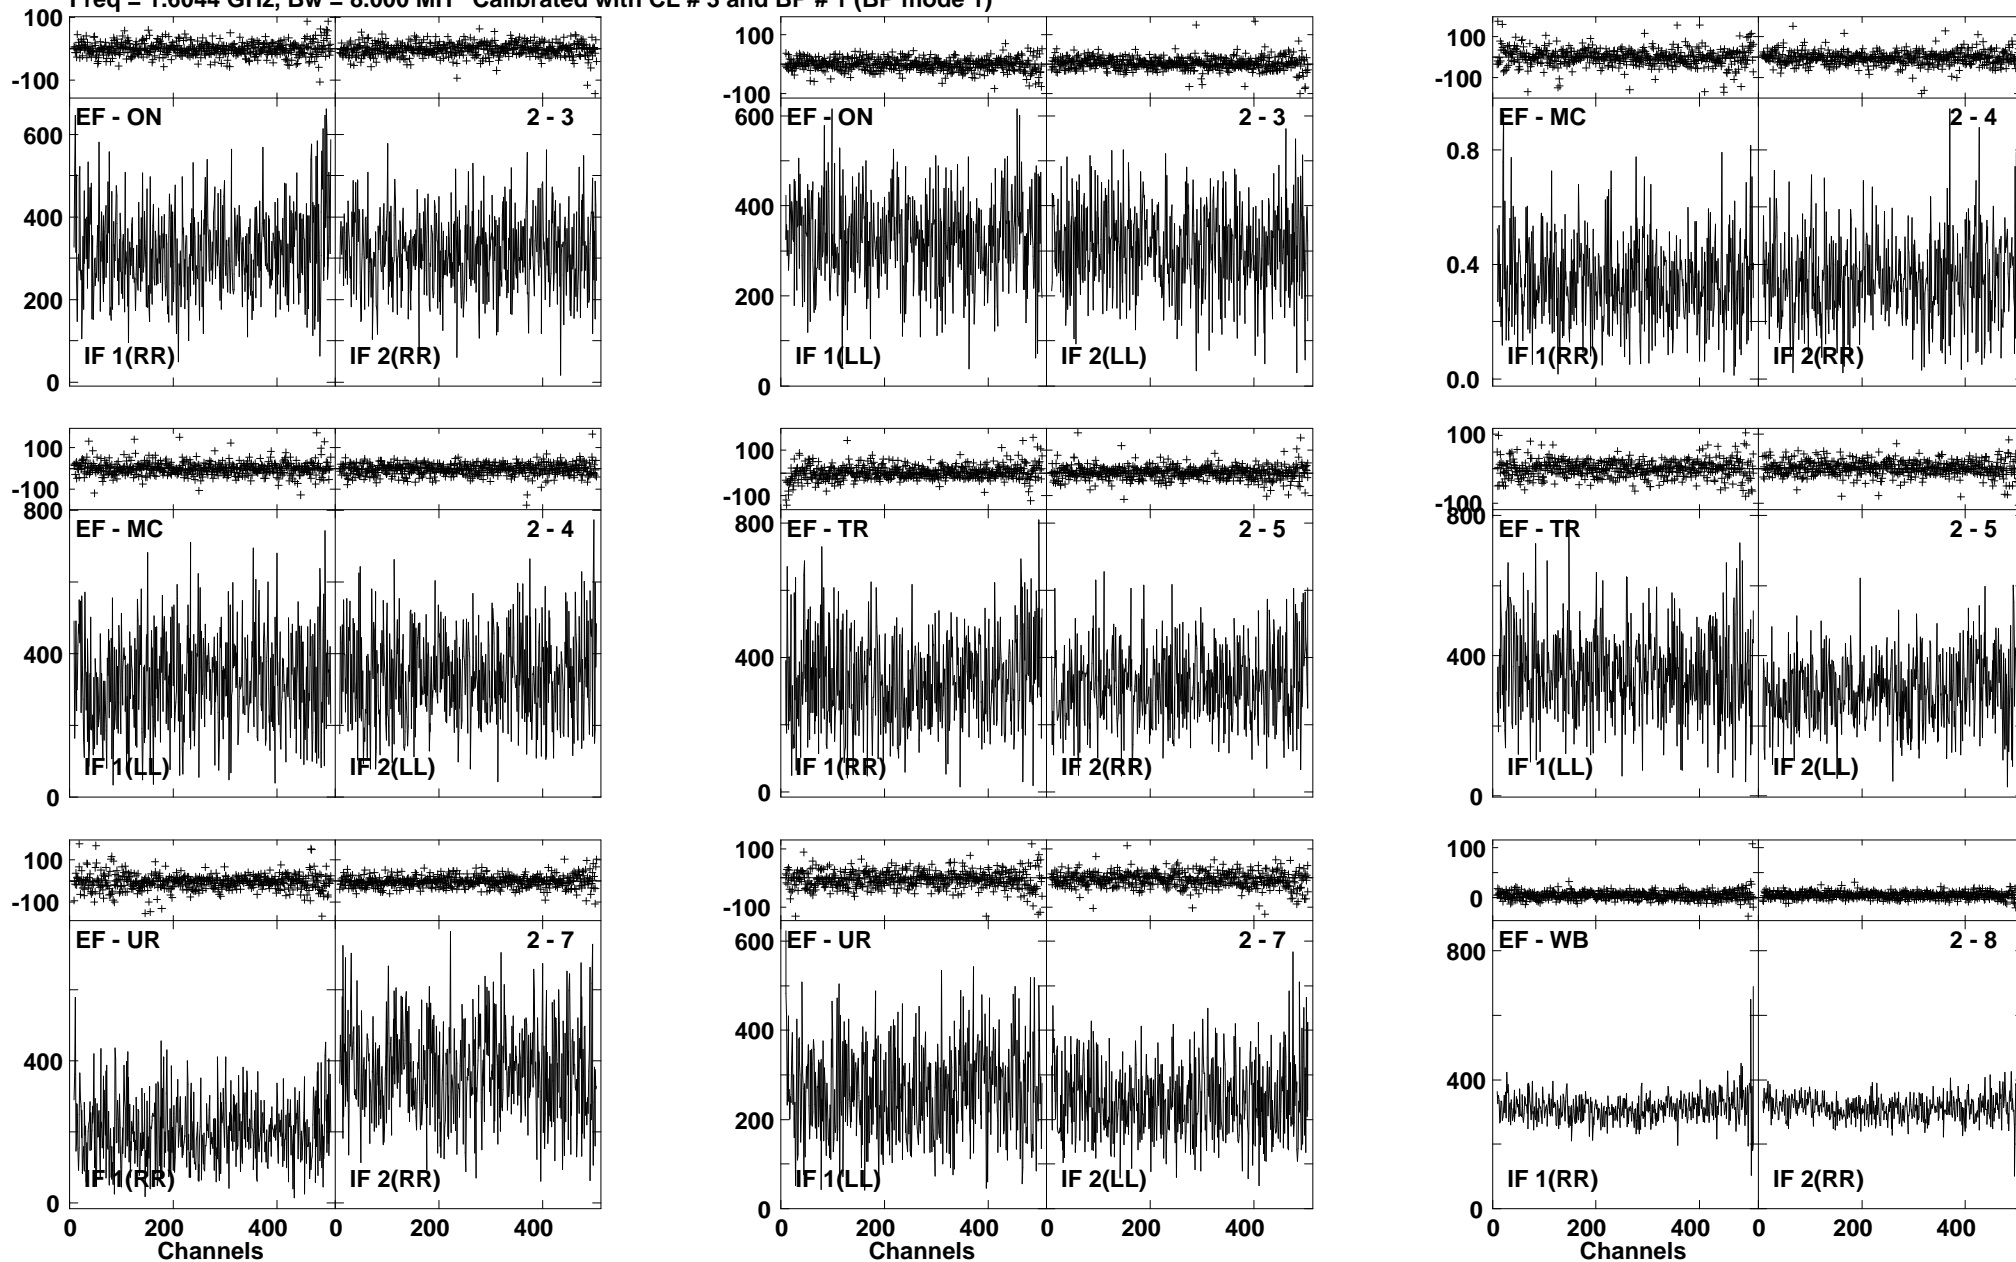 Freq = 1.6044 GHz, Bw = 8.000 MH Calibrated with CL # 3 and BP # 1 (BP mode 1)
100
-100
EF - ON
2 - 3
600
400
200
0
IF 1(RR)
IF 2(RR)
100
-100
EF - ON
2 - 3
600
400
200
0
IF 1(LL)
IF 2(LL)
100
-100
EF - MC
2 - 4
0.8
0.4
0.0
IF 1(RR)
IF 2(RR)
100
-100
800
EF - MC
2 - 4
400
0
IF 1(LL)
IF 2(LL)
100
-100
800
EF - TR
2 - 5
400
0
IF 1(RR)
IF 2(RR)
100
-100
800
EF - TR
2 - 5
400
0
IF 1(LL)
IF 2(LL)
100
-100
EF - UR
2 - 7
400
0
IF 1(RR)
IF 2(RR)
0 200 400 0 200 400
Channels
100
-100
EF - UR
2 - 7
600
400
200
0
IF 1(LL)
IF 2(LL)
0 200 400 0 200 400
Channels
100
0
EF - WB
2 - 8
800
400
0
IF 1(RR)
IF 2(RR)
0 200 400 0 200 400
Channels